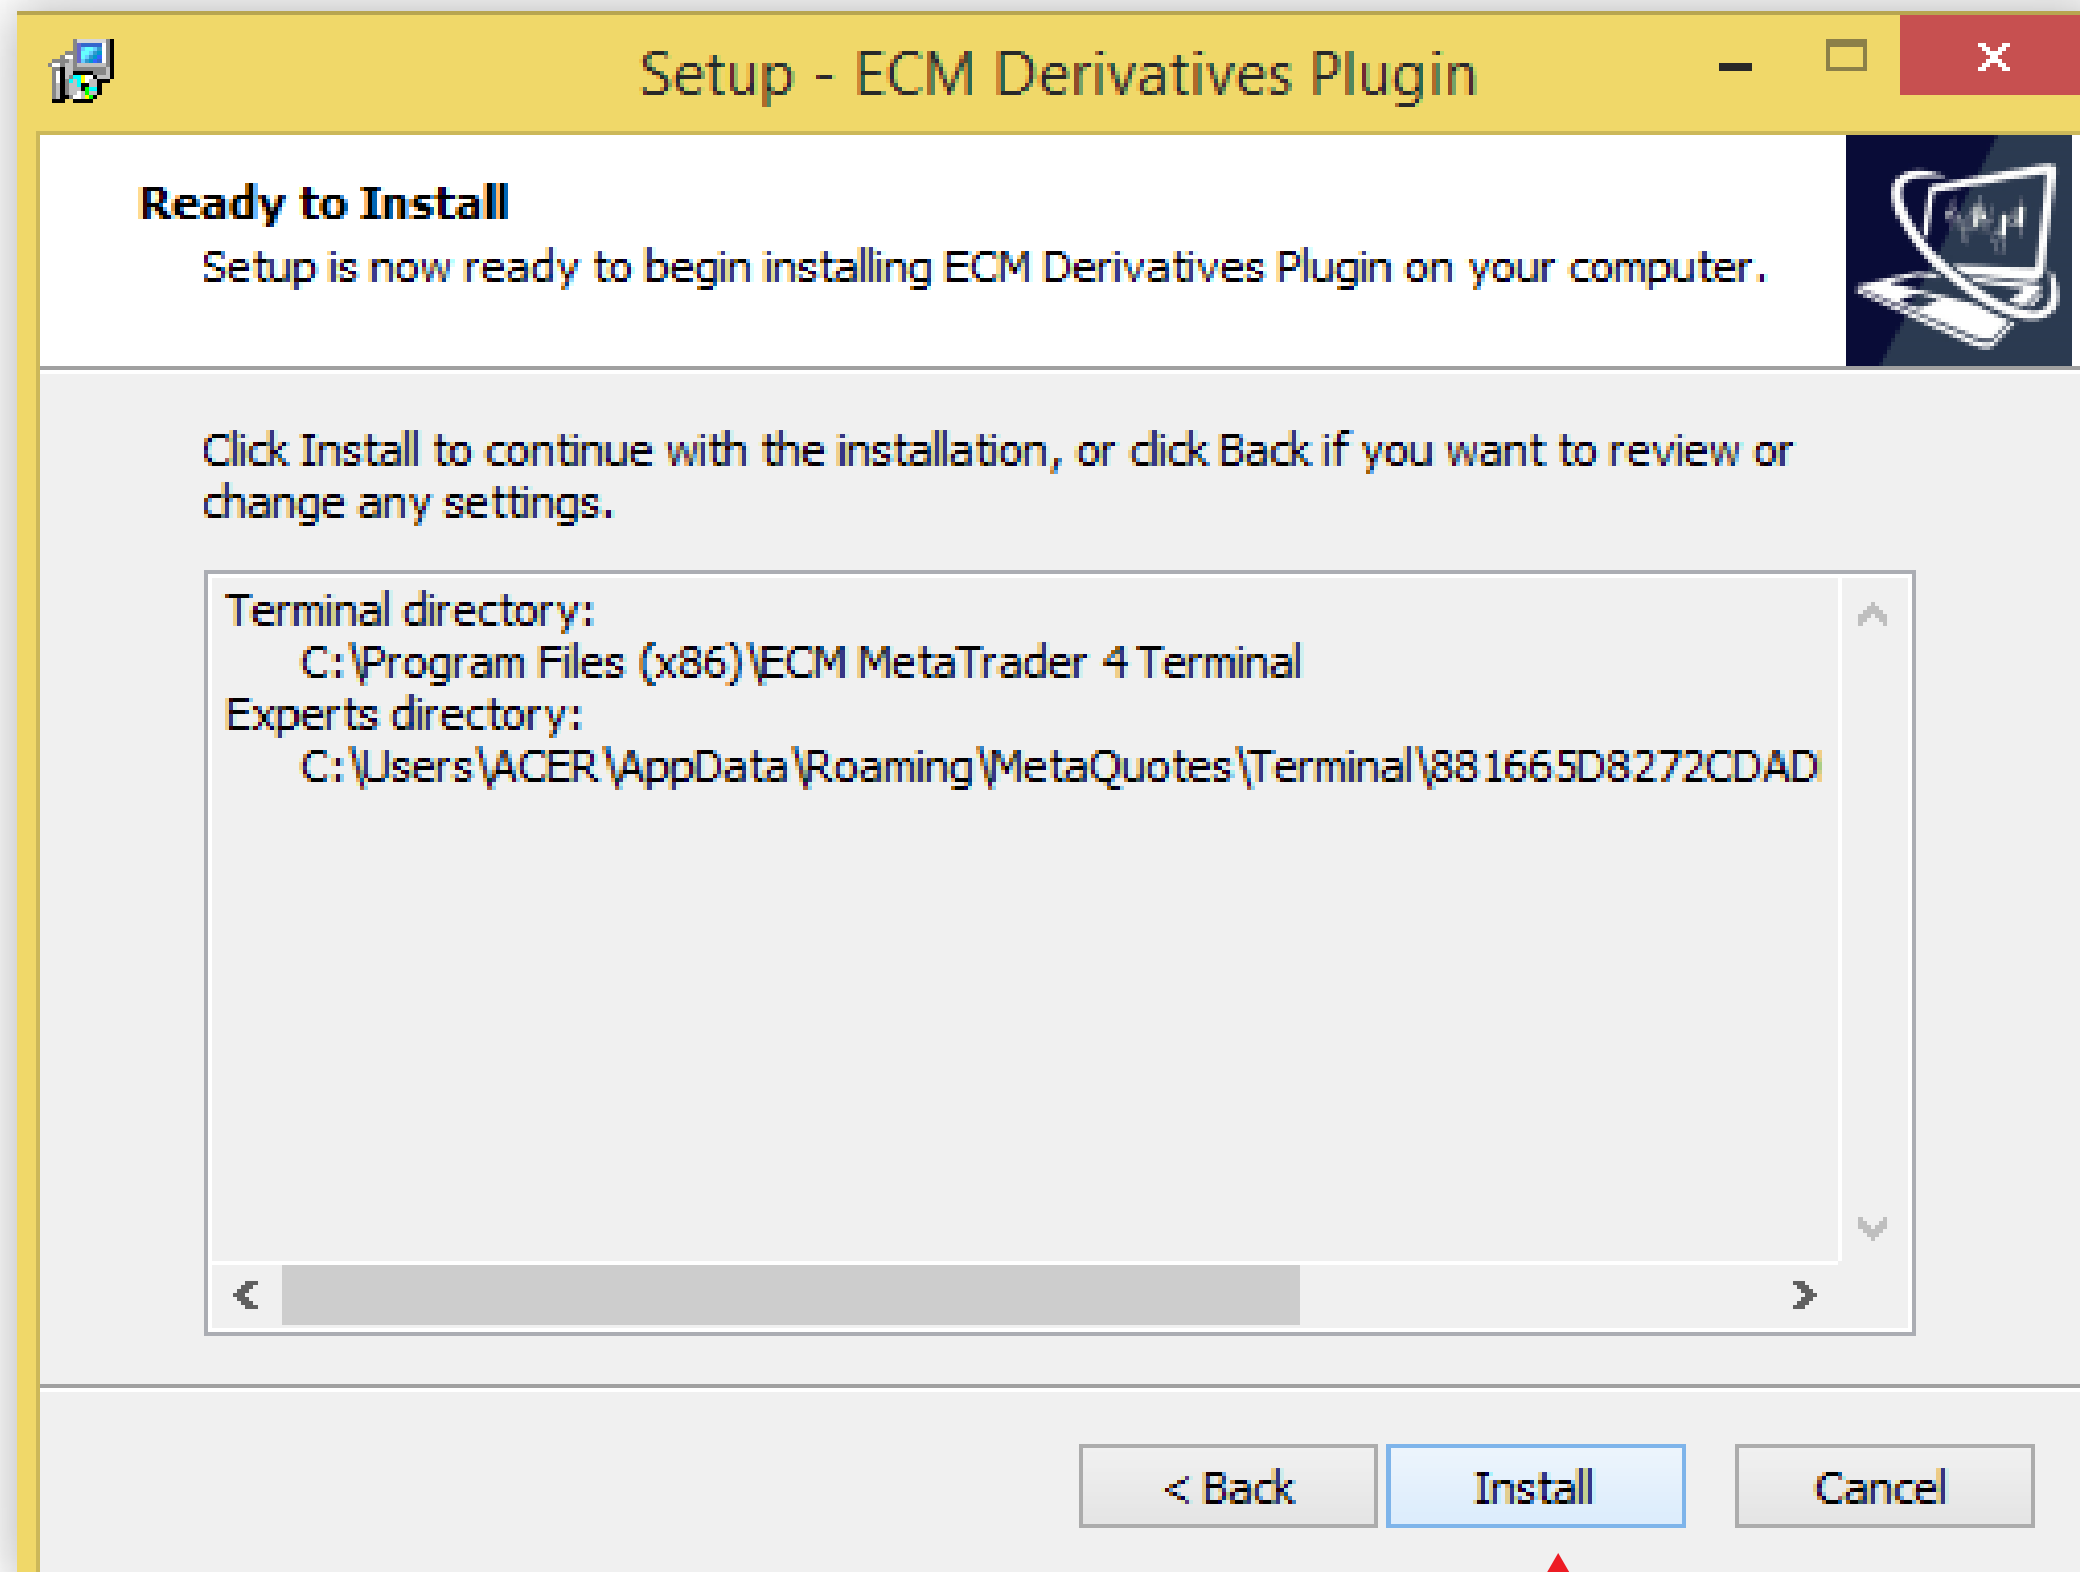 Setup - ECM Derivatives Plugin
Ready to Install
Setup is now ready to begin installing ECM Derivatives Plugin on your computer.
Click Install to continue with the installation, or click Back if you want to review or
change any settings.
Terminal directory:
C:\Program Files (x86)\ECM MetaTrader 4 Terminal
Experts directory:
C:\Users\ACER\AppData\Roaming\MetaQuotes\Terminal\881665D8272CDAD
< Back Install Cancel